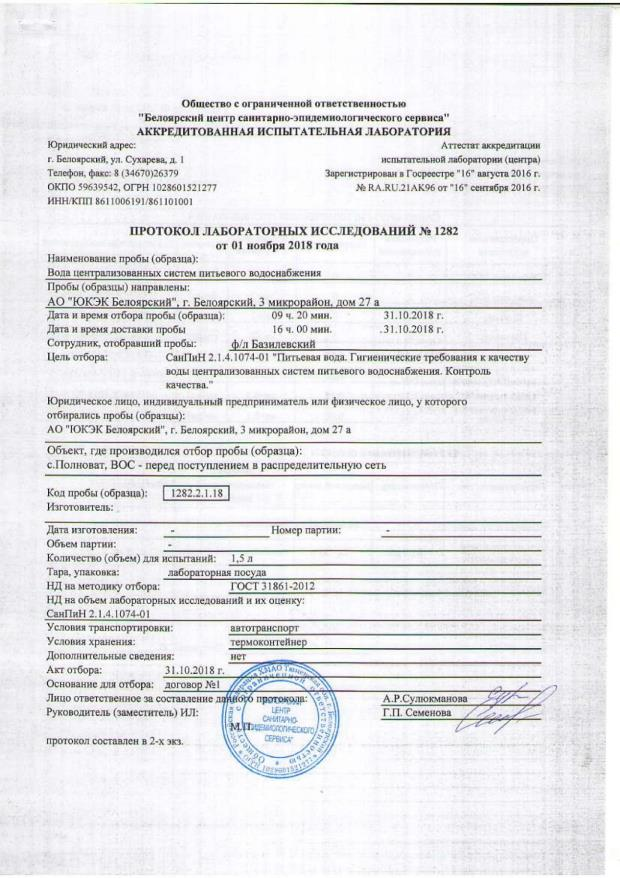 Общество с ограниченной ответственностью
"Белоярский центр санитарно-эпидемиологического сервиса"
АККРЕДИТОВАННАЯ ИСПЫТАТЕЛЬНАЯ ЛАБОРАТОРИЯ
Юридический адрес: Аттестат аккредитации
г. Белоярский, ул. Сухарева, д. 1 испытательной лаборатории (центра)
Телефон, факс: 8 (34670)26379 Зарегистрирован в Госреестре "16" августа 2016 г.
ОКПО 59639542, ОГРН 1028601521277 № RA.RU.21АК96 от "16" сентября 2016 г.
ИНН/КПП 8611006191/861101001
ПРОТОКОЛ ЛАБОРАТОРНЫХ ИССЛЕДОВАНИЙ № 1282
от 01 ноября 2018 года
Наименование пробы (образца):
Вода централизованных систем питьевого водоснабжения
Пробы (образцы) направлены:
АО "ЮКЭК Белоярский", г. Белоярский, 3 микрорайон, дом 27 а
Дата и время отбора пробы (образца): 09 ч. 20 мин. 31.10.2018 г.
Дата и время доставки пробы 16 ч. 00 мин. 31.10.2018 г.
Сотрудник, отобравший пробы: ф/л Базилевский
Цель отбора: СанПиН 2.1.4.1074-01 "Питьевая вода. Гигиенические требования к качеству
воды централизованных систем питьевого водоснабжения. Контроль
качества."
Юридическое лицо, индивидуальный предприниматель или физическое лицо, у которого
отбирались пробы (образцы):
АО "ЮКЭК Белоярский", г. Белоярский, 3 микрорайон, дом 27 а
Объект, где производился отбор пробы (образца):
с.Полноват, ВОС - перед поступлением в распределительную сеть
Код пробы (образца): 1282.2.1.18
Изготовитель:
Дата изготовления: - Номер партии: -
Объем партии: -
Количество (объем) для испытаний: 1,5 л
Тара, упаковка: лабораторная посуда
НД на методику отбора: ГОСТ 31861-2012
НД на объем лабораторных исследований и их оценку:
СанПиН 2.1.4.1074-01
Условия транспортировки: автотранспорт
Условия хранения: термоконтейнер
Дополнительные сведения: нет
Акт отбора: 31.10.2018 г.
Основание для отбора: договор №1
Лицо ответственное за составление данного протокола: А.Р.Сулюкманова
Руководитель (заместитель) ИЛ: Г.П. Семенова
М.П.
ЦЕНТР
САНИТАРНО-
ЭПИДЕМИОЛОГИЧЕСКОГО
СЕРВИСА"
протокол составлен в 2-х экз.